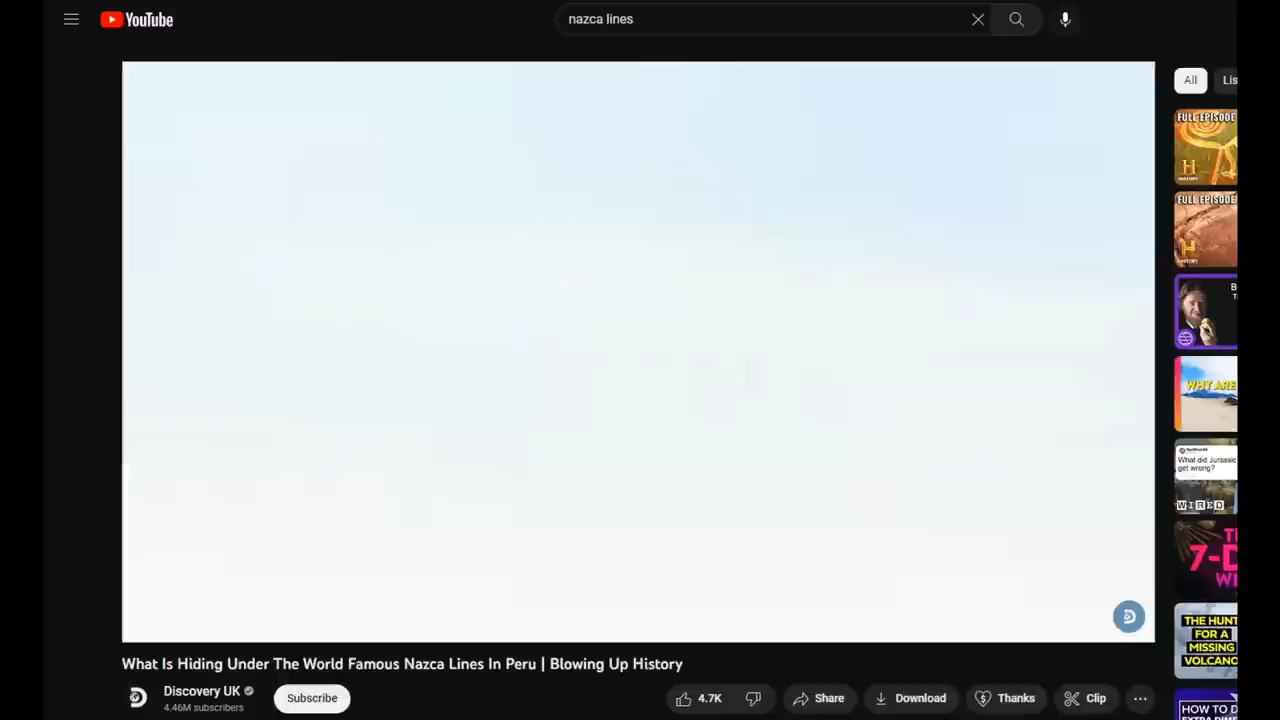 YouTube
nazca lines
All
Lis
FULL EPISODE
H
HISTORY
FULL EPISODE
H
B
T
WHY ARE
What did Jurassic
get wrong?
WIRED
7-D
WI
THE HUNT
FOR A
MISSING
VOLCANO
HOW TO D
What Is Hiding Under The World Famous Nazca Lines In Peru | Blowing Up History
Discovery UK
4.46M subscribers
Subscribe
4.7K
Share
Download
Thanks
Clip